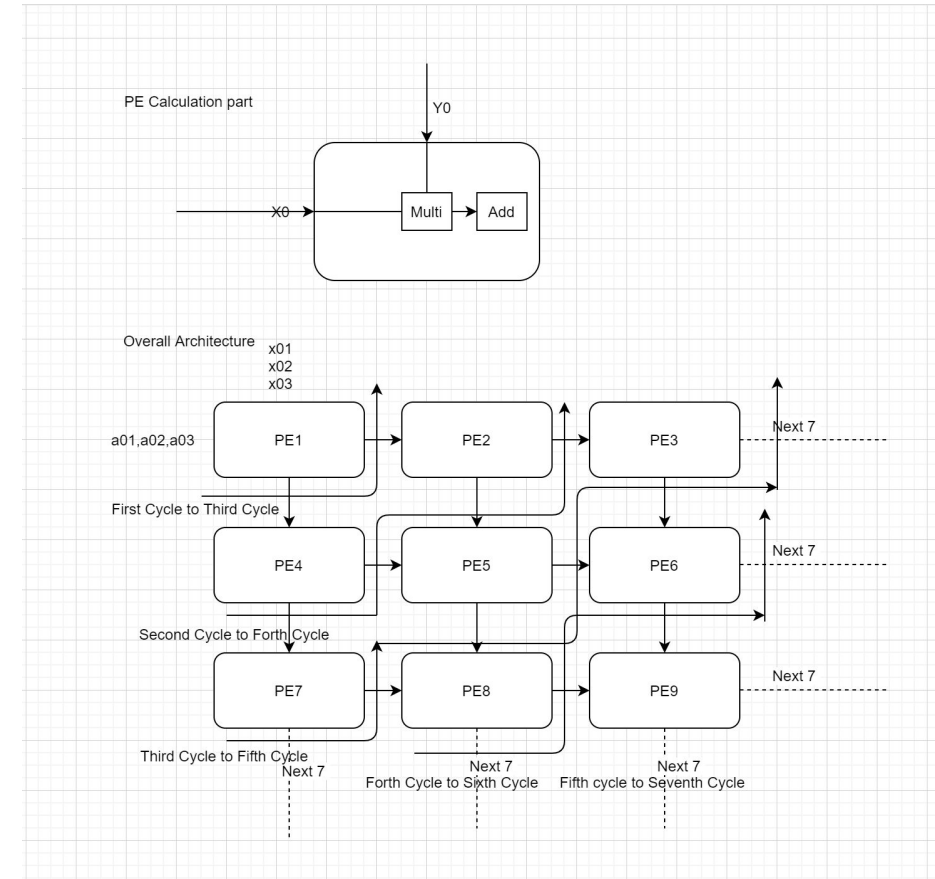 PE Calculation part
Y0
X0
Multi
Add
Overall Architecture
x01
x02
x03
a01,a02,a03
PE1
PE2
PE3
Next 7
First Cycle to Third Cycle
PE4
PE5
PE6
Next 7
Second Cycle to Forth Cycle
PE7
PE8
PE9
Next 7
Third Cycle to Fifth Cycle
Next 7
Next 7
Next 7
Forth Cycle to Sixth Cycle
Fifth cycle to Seventh Cycle